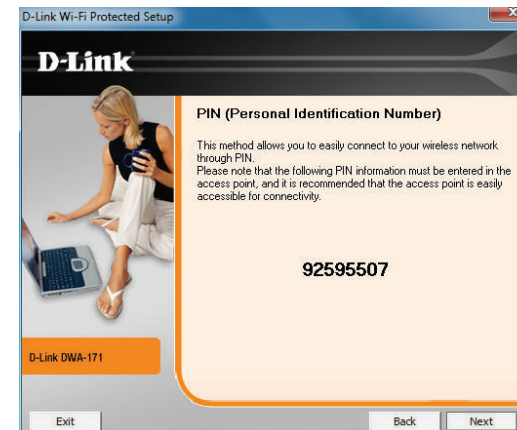 D-Link Wi-Fi Protected Setup
D-Link
PIN (Personal Identification Number)
This method allows you to easily connect to your wireless network
through PIN.
Please note that the following PIN information must be entered in the
access point, and it is recommended that the access point is easily
accessible for connectivity.
92595507
D-Link DWA-171
Exit
Back
Next